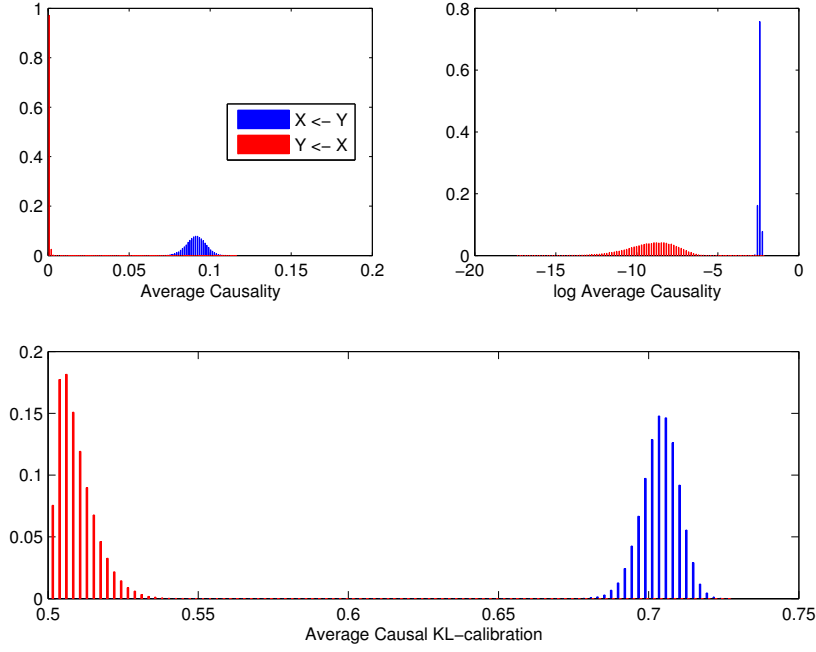 1
0.8
0.6
0.4
0.2
0
0 0.05 0.1 0.15 0.2
Average Causality
X <- Y
Y <- X
0.8
0.6
0.4
0.2
0
−20 −15 −10 −5 0
log Average Causality
0.2
0.15
0.1
0.05
0
0.5 0.55 0.6 0.65 0.7 0.75
Average Causal KL−calibration